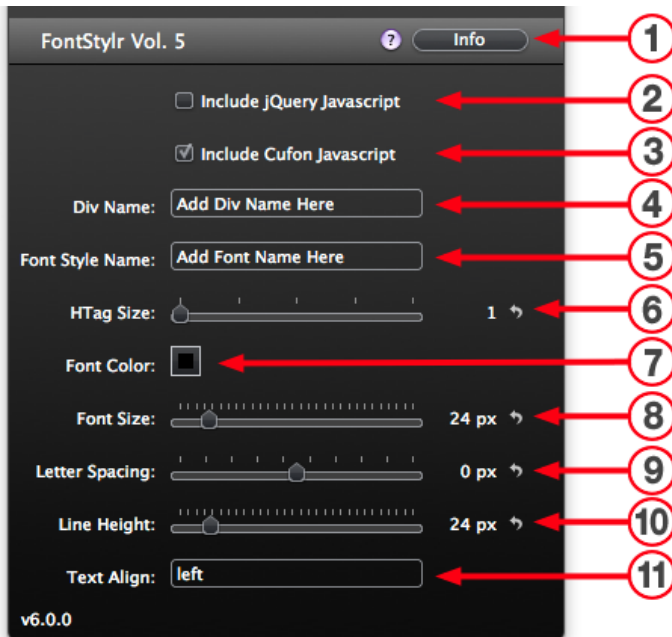 FontStylr Vol. 5 ? Info 1
Include jQuery Javascript 2
Include Cufon Javascript 3
Div Name: Add Div Name Here 4
Font Style Name: Add Font Name Here 5
HTag Size: 1 6
Font Color: 7
Font Size: 24 px 8
Letter Spacing: 0 px 9
Line Height: 24 px 10
Text Align: left 11
v6.0.0